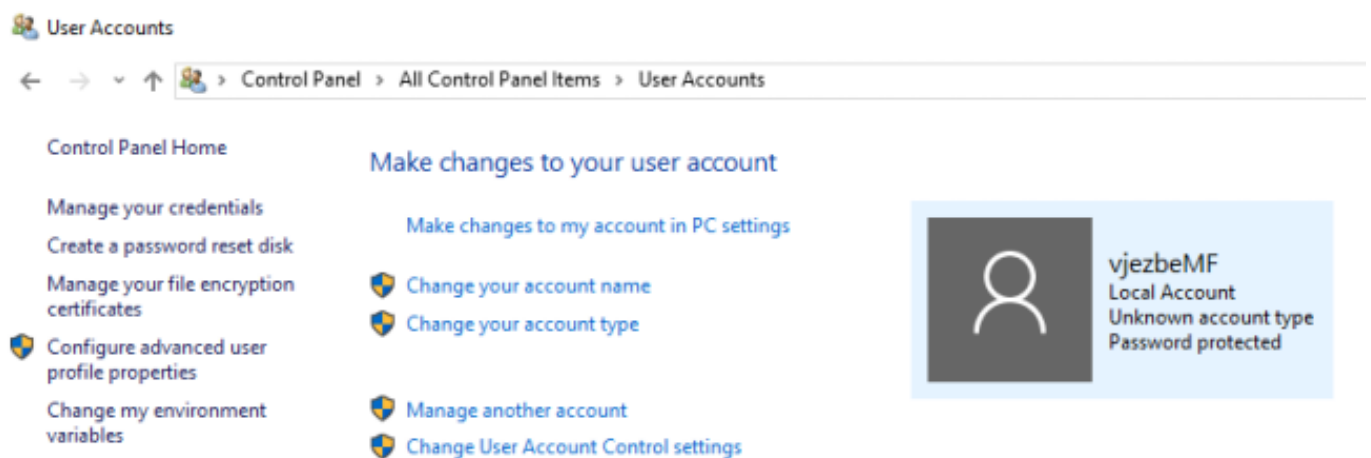 User Accounts
Control Panel > All Control Panel Items > User Accounts
Control Panel Home
Manage your credentials
Create a password reset disk
Manage your file encryption
certificates
Configure advanced user
profile properties
Change my environment
variables
Make changes to your user account
Make changes to my account in PC settings
Change your account name
Change your account type
Manage another account
Change User Account Control settings
vjezbeMF
Local Account
Unknown account type
Password protected